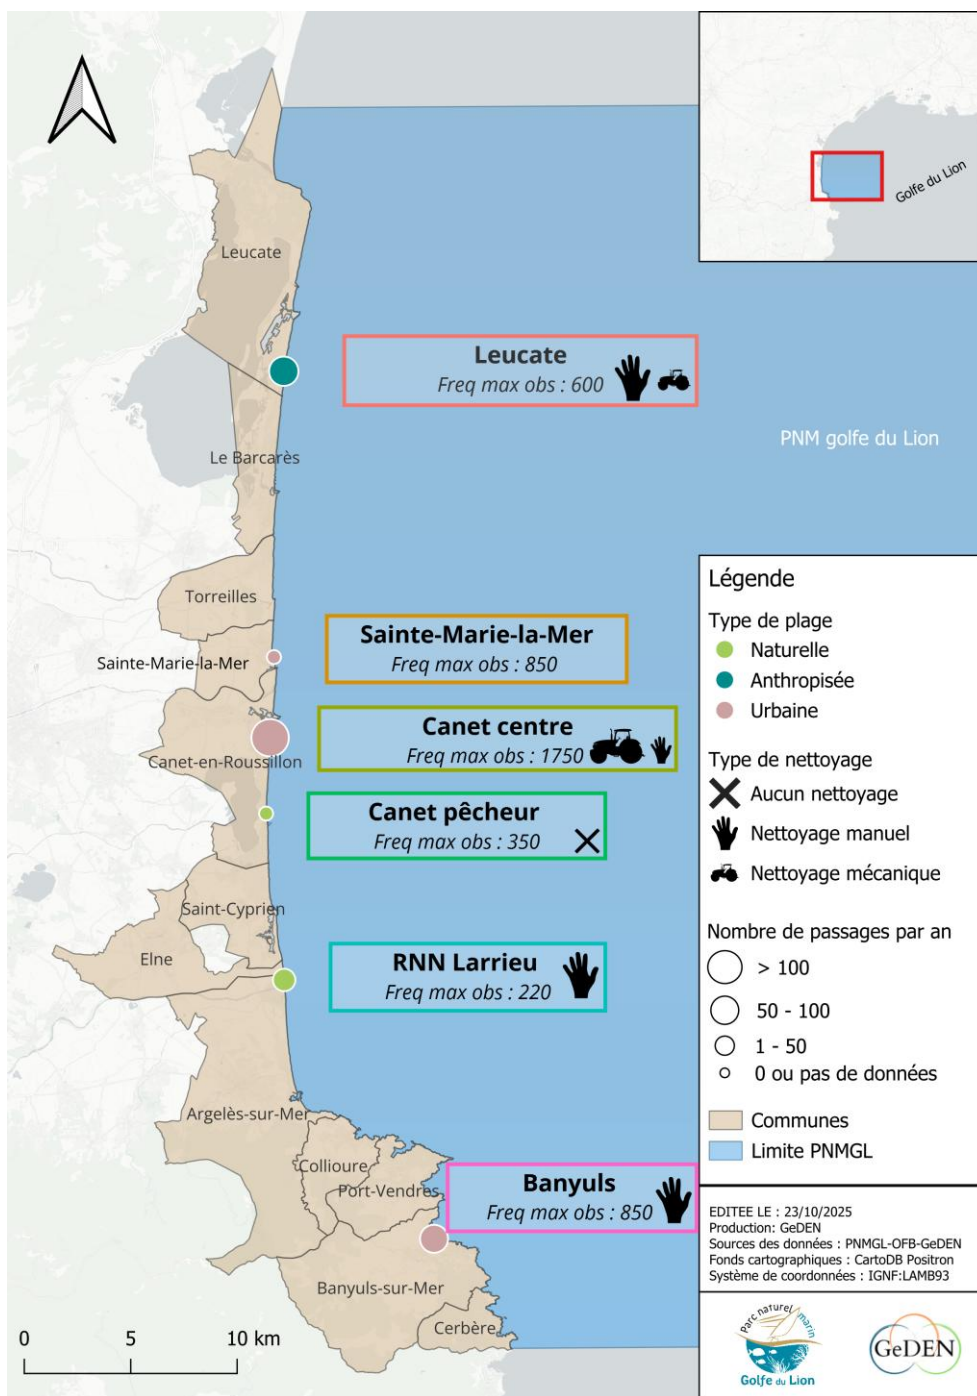 Golfe du Lion
Leucate
Leucate
Freq max obs : 600
PNM golfe du Lion
Le Barcarès
Torreilles
Sainte-Marie-la-Mer
Sainte-Marie-la-Mer
Freq max obs : 850
Canet centre
Freq max obs : 1750
Canet-en-Roussillon
Canet pêcheur
Freq max obs : 350
Saint-Cyprien
Elne
RNN Larrieu
Freq max obs : 220
Argelès-sur-Mer
Collioure
Port-Vendres
Banyuls
Freq max obs : 850
Banyuls-sur-Mer
Cerbère
0 5 10 km
Légende
Type de plage
Naturelle
Anthropisée
Urbaine
Type de nettoyage
Aucun nettoyage
Nettoyage manuel
Nettoyage mécanique
Nombre de passages par an
> 100
50 - 100
1 - 50
0 ou pas de données
Communes
Limite PNMGL
EDITEE LE : 23/10/2025
Production: GeDEN
Sources des données : PNMGL-OFB-GeDEN
Fonds cartographiques : CartoDB Positron
Système de coordonnées : IGNF:LAMB93
Parc naturel marin
Golfe du Lion
GeDEN